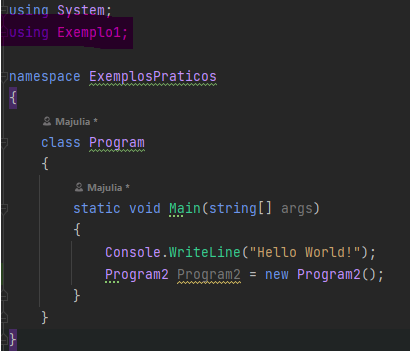 using System;
using Exemplo1;
namespace ExemplosPraticos
{
Majulia *
class Program
{
Majulia *
static void Main(string[] args)
{
Console.WriteLine("Hello World!");
Program2 Program2 = new Program2();
}
}
}